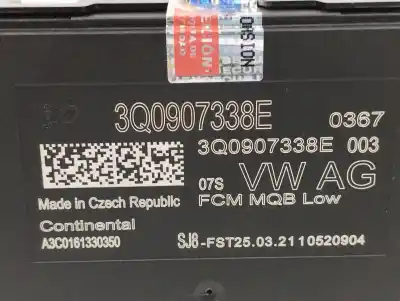 3Q0907338E 0367
3Q0907338E 003
07S VW AG
Made in Czech Republic FCM MQB Low
Continental
A3C0161330350 SJ8-FST25.03.2110520904